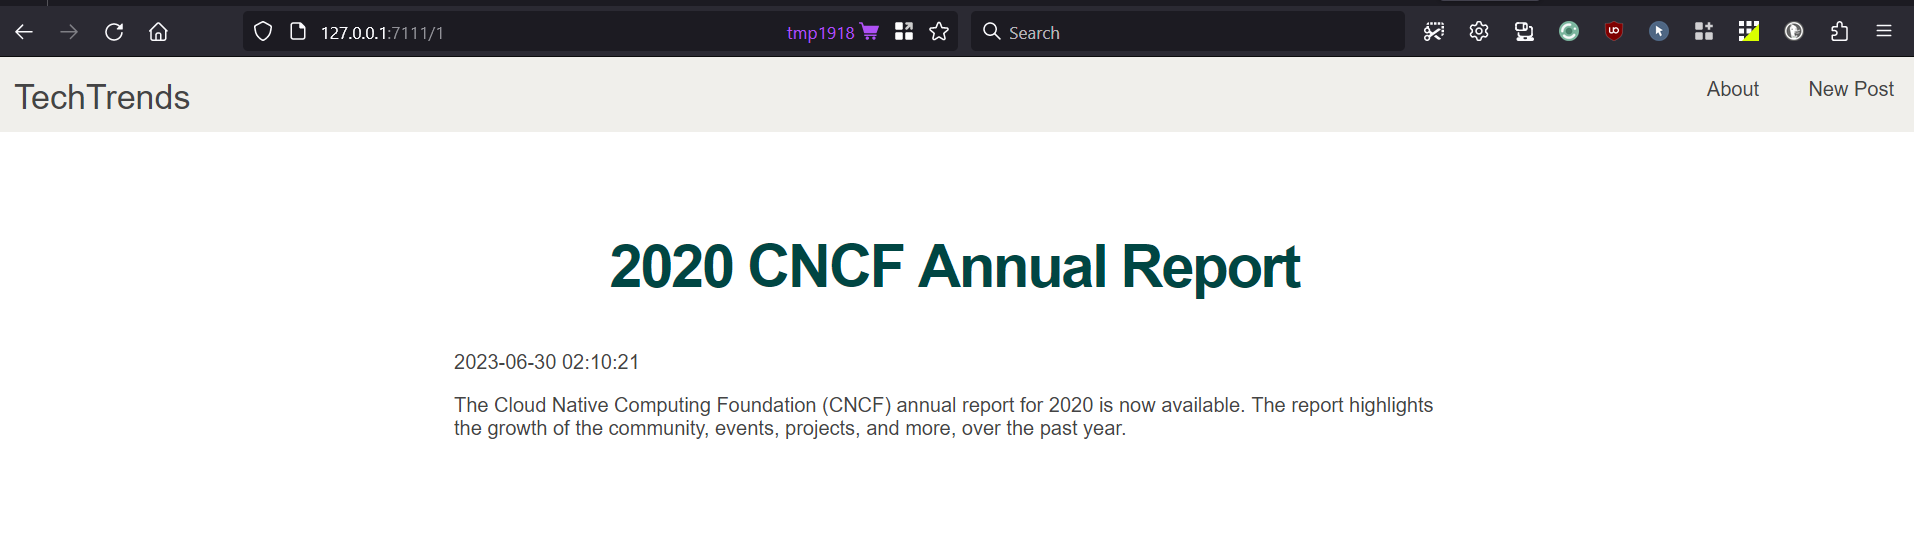 127.0.0.1:7111/1
tmp1918
Search
TechTrends
About
New Post
2020 CNCF Annual Report
2023-06-30 02:10:21
The Cloud Native Computing Foundation (CNCF) annual report for 2020 is now available. The report highlights
the growth of the community, events, projects, and more, over the past year.